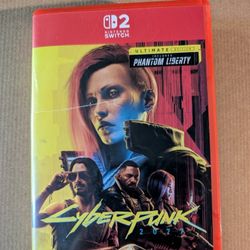 2
NINTENDO
SWITCH
ULTIMATE EDITION
PHANTOM LIBERTY
CYBERPUNK
2077